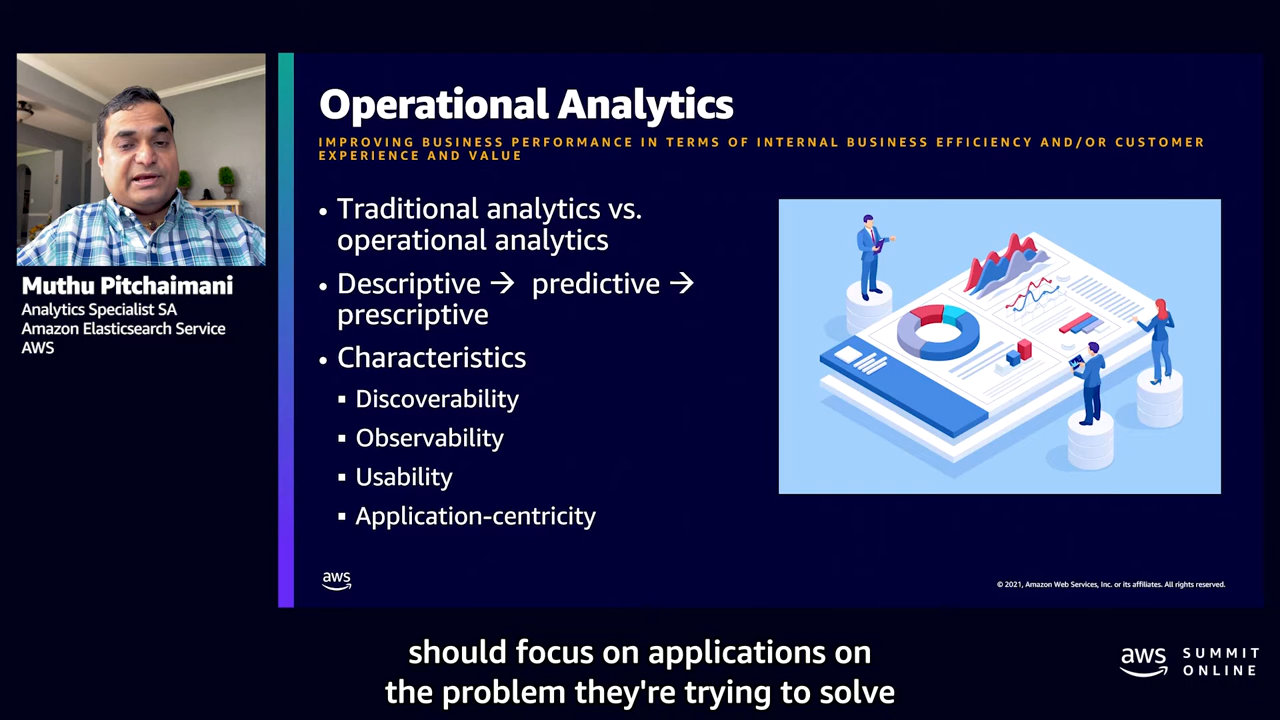 Operational Analytics
IMPROVING BUSINESS PERFORMANCE IN TERMS OF INTERNAL BUSINESS EFFICIENCY AND/OR CUSTOMER
EXPERIENCE AND VALUE
• Traditional analytics vs.
operational analytics
• Descriptive → predictive →
prescriptive
• Characteristics
▪ Discoverability
▪ Observability
▪ Usability
▪ Application-centricity
Muthu Pitchaimani
Analytics Specialist SA
Amazon Elasticsearch Service
AWS
aws
© 2021, Amazon Web Services, Inc. or its affiliates. All rights reserved.
should focus on applications on
the problem they're trying to solve
aws SUMMIT
ONLINE